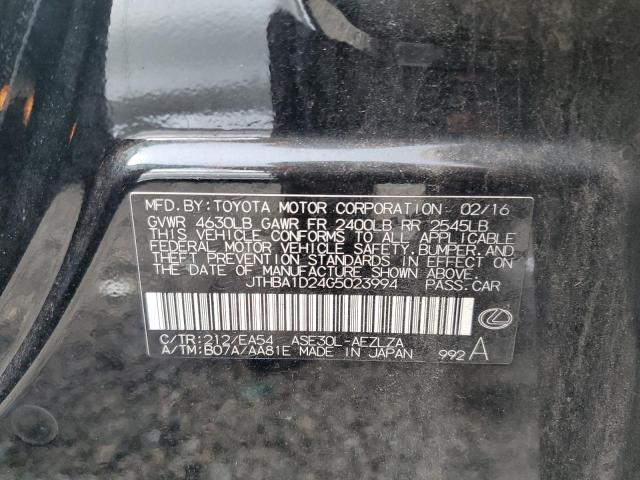 MFD.BY:TOYOTA MOTOR CORPORATION 02/16
GVWR 4630LB GAWR FR 2400LB RR 2545LB
THIS VEHICLE CONFORMS TO ALL APPLICABLE
FEDERAL MOTOR VEHICLE SAFETY,BUMPER,AND
THEFT PREVENTION STANDARDS IN EFFECT ON
THE DATE OF MANUFACTURE SHOWN ABOVE.
JTHBA1D24G5023994 PASS.CAR
C/TR:212/EA54 ASE30L-AEZLZA
A/TM:B07A/AA81E MADE IN JAPAN 992 A